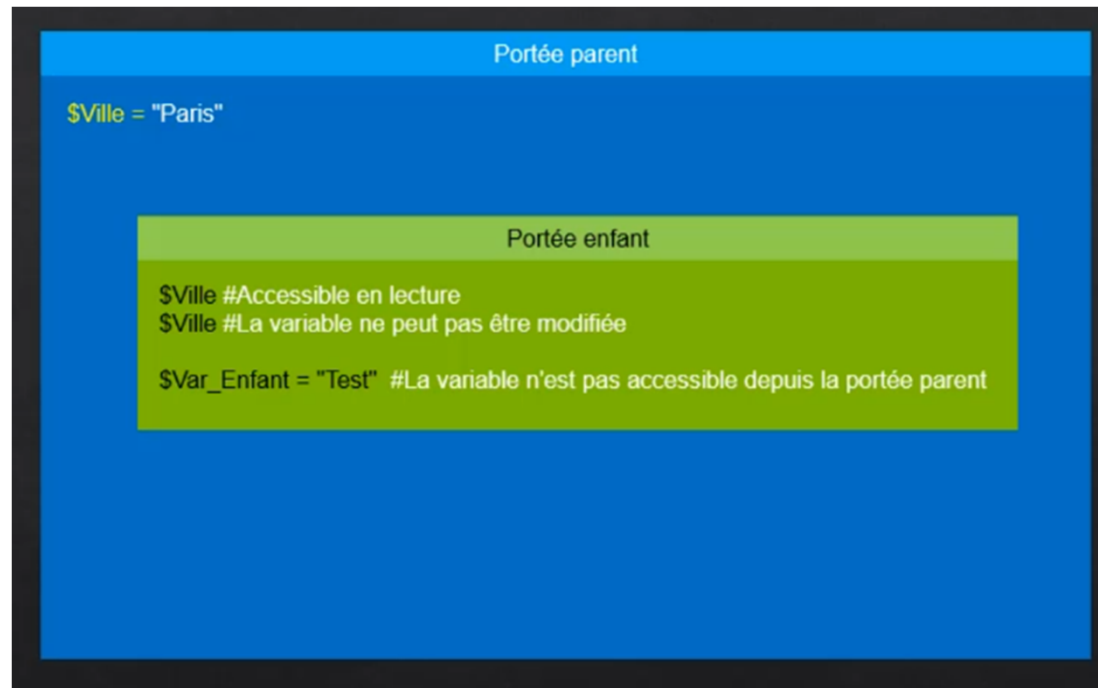 Portée parent
$Ville = "Paris"
Portée enfant
$Ville #Accessible en lecture
$Ville #La variable ne peut pas être modifiée
$Var_Enfant = "Test" #La variable n'est pas accessible depuis la portée parent